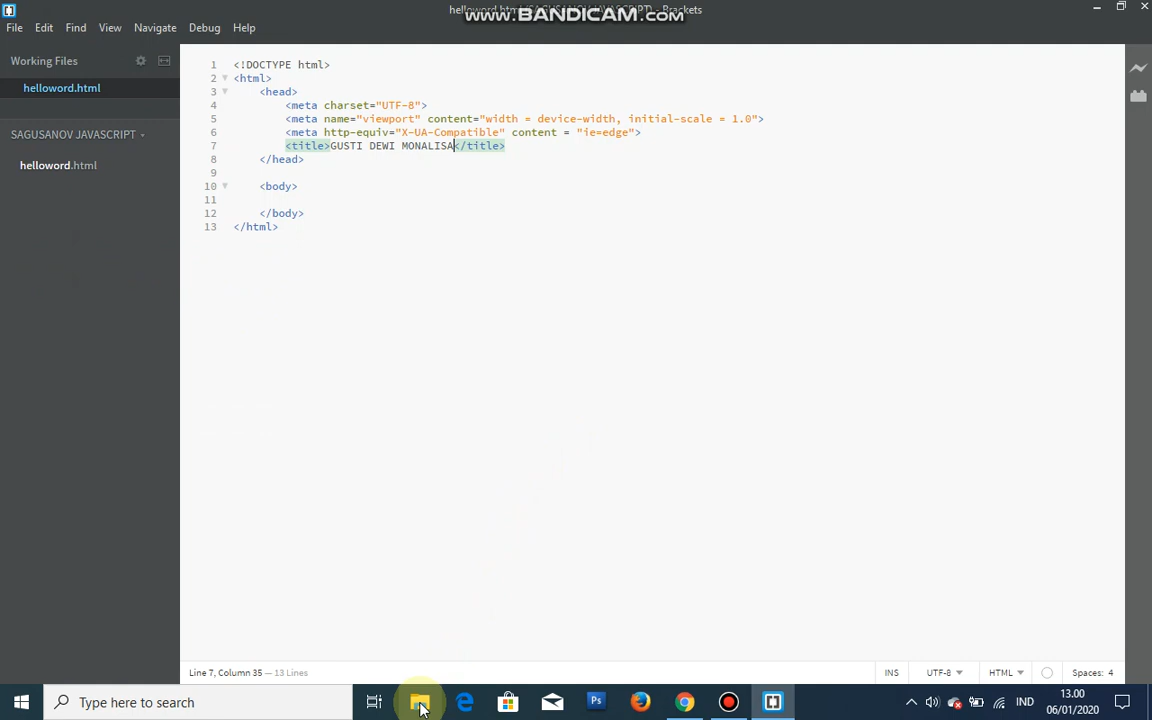 helloword.html (SAGUSANOV JAVASCRIPT) - Brackets
www.BANDICAM.com
File Edit Find View Navigate Debug Help
Working Files
helloword.html
SAGUSANOV JAVASCRIPT
helloword.html
1 <!DOCTYPE html>
2 <html>
3 <head>
4 <meta charset="UTF-8">
5 <meta name="viewport" content="width = device-width, initial-scale = 1.0">
6 <meta http-equiv="X-UA-Compatible" content = "ie=edge">
7 <title>GUSTI DEWI MONALISA</title>
8 </head>
9
10 <body>
11
12 </body>
13 </html>
Line 7, Column 35 — 13 Lines
INS UTF-8 HTML Spaces: 4
Type here to search
Ps
IND
13.00
06/01/2020